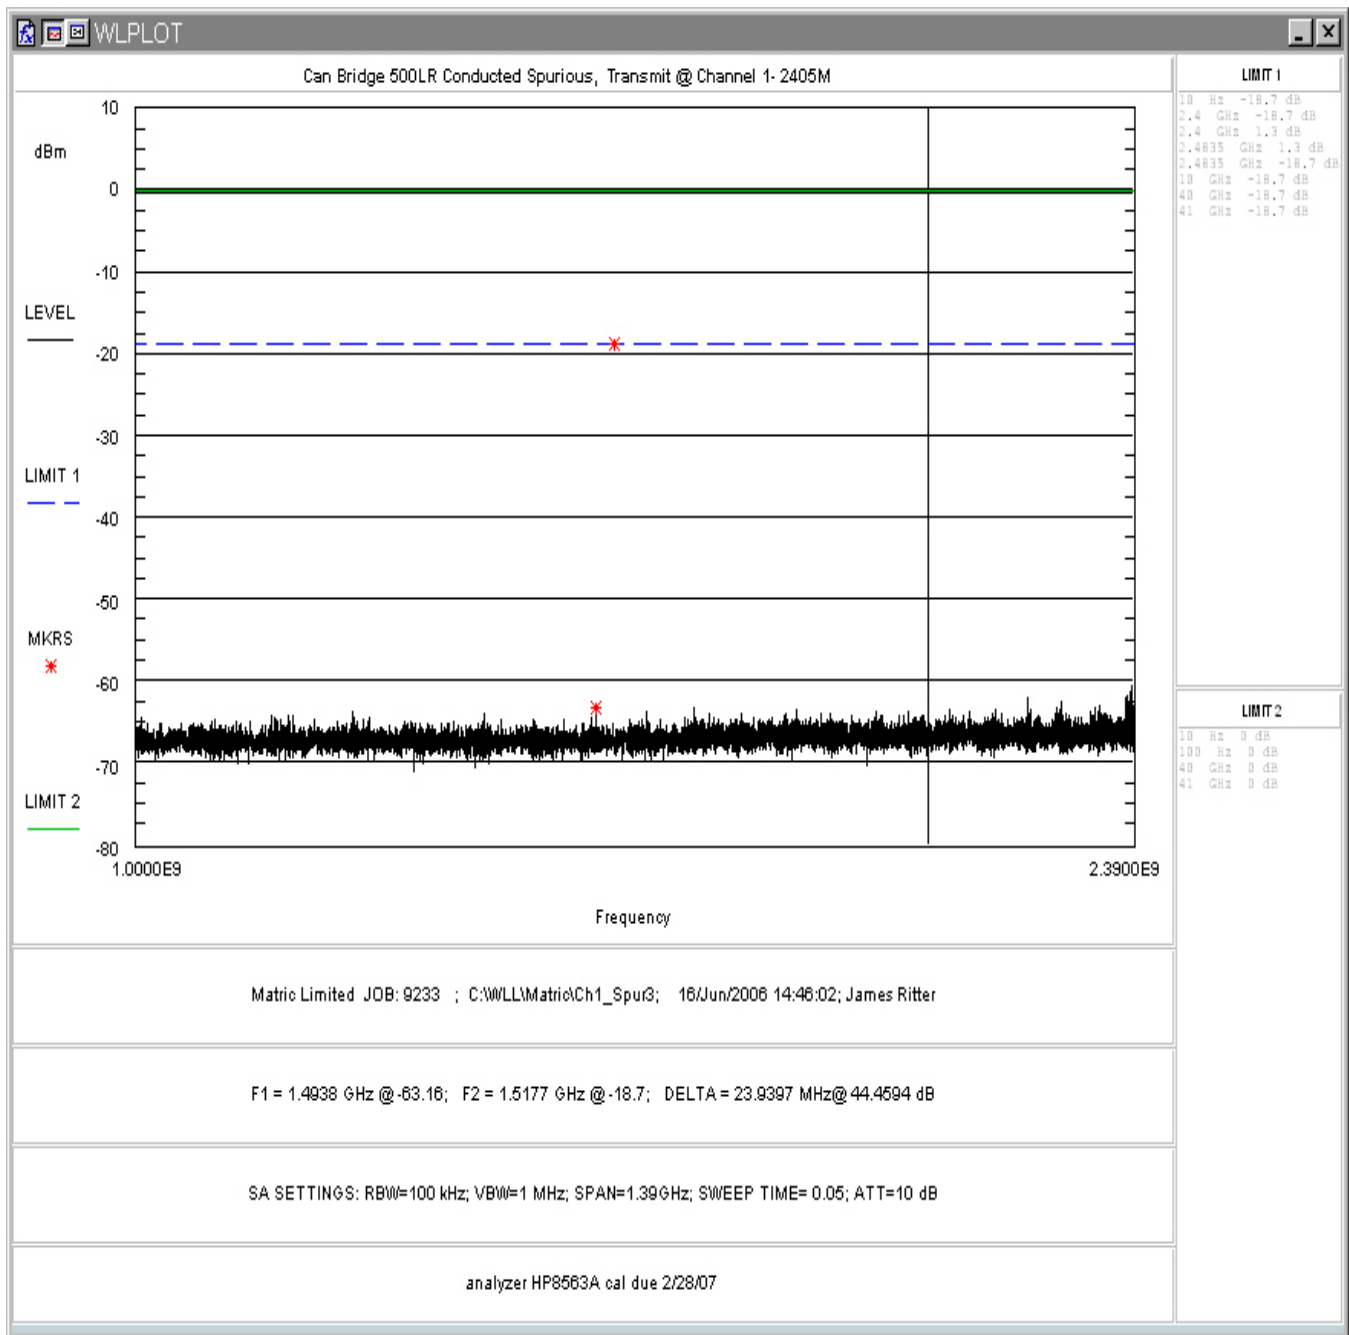 WLPLOT
Can Bridge 500LR Conducted Spurious, Transmit @ Channel 1- 2405M
10
dBm
0
-10
LEVEL
-20
-30
LIMIT 1
-40
-50
MKRS
-60
-70
LIMIT 2
-80
1.0000E9
2.3900E9
Frequency
Matric Limited JOB: 9233 ; C:\WLL\Matric\Ch1_Spur3; 16/Jun/2006 14:46:02; James Ritter
F1 = 1.4938 GHz @-63.16; F2 = 1.5177 GHz @-18.7; DELTA = 23.9397 MHz@44.4594 dB
SA SETTINGS: RBW=100 kHz; VBW=1 MHz; SPAN=1.39GHz; SWEEP TIME= 0.05; ATT=10 dB
analyzer HP8563A cal due 2/28/07
LIMIT 1
10 Hz -18.7 dB
2.4 GHz -18.7 dB
2.4 GHz 1.3 dB
2.4835 GHz 1.3 dB
2.4835 GHz -18.7 dB
10 GHz -18.7 dB
40 GHz -18.7 dB
41 GHz -18.7 dB
LIMIT 2
10 Hz 0 dB
100 Hz 0 dB
40 GHz 0 dB
41 GHz 0 dB